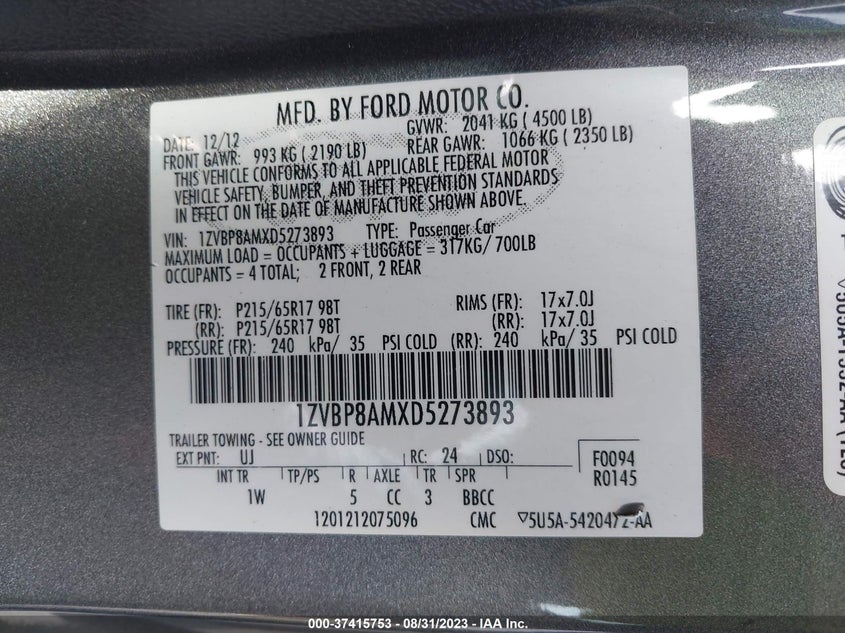 MFD. BY FORD MOTOR CO.
DATE: 12/12 GVWR: 2041 KG ( 4500 LB)
FRONT GAWR: 993 KG ( 2190 LB) REAR GAWR: 1066 KG ( 2350 LB)
THIS VEHICLE CONFORMS TO ALL APPLICABLE FEDERAL MOTOR
VEHICLE SAFETY, BUMPER, AND THEFT PREVENTION STANDARDS
IN EFFECT ON THE DATE OF MANUFACTURE SHOWN ABOVE.
VIN: 1ZVBP8AMXD5273893 TYPE: Passenger Car
MAXIMUM LOAD = OCCUPANTS + LUGGAGE = 317KG/ 700LB
OCCUPANTS = 4 TOTAL; 2 FRONT, 2 REAR
TIRE (FR): P215/65R17 98T RIMS (FR): 17x7.0J
(RR): P215/65R17 98T (RR): 17x7.0J
PRESSURE (FR): 240 kPa/ 35 PSI COLD (RR): 240 kPa/ 35 PSI COLD
1ZVBP8AMXD5273893
TRAILER TOWING - SEE OWNER GUIDE
EXT PNT: UJ RC: 24 DSO: F0094
INT TR TP/PS R AXLE TR SPR R0145
1W 5 CC 3 BBCC
1201212075096 CMC ▽5U5A-5420472-AA
000-37415753 - 08/31/2023 - IAA Inc.